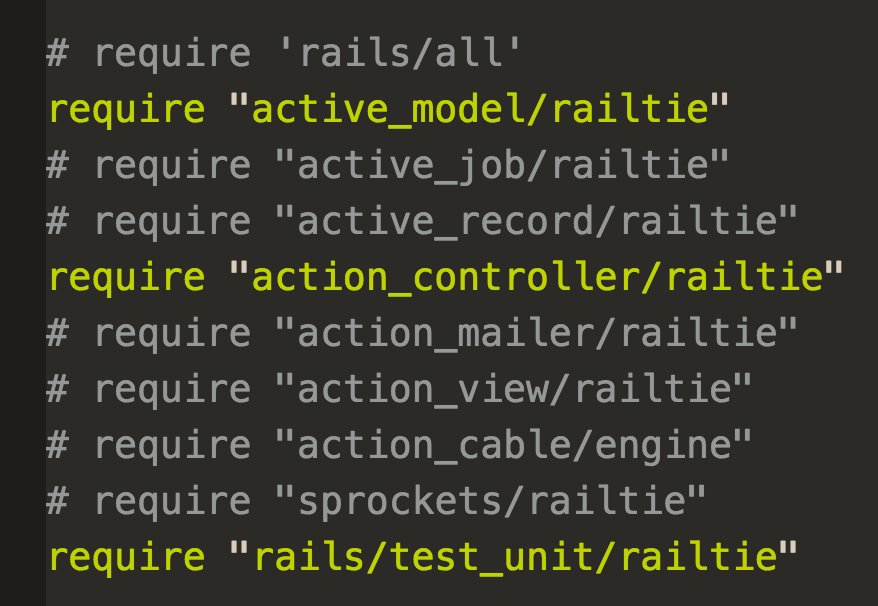 # require 'rails/all'
require "active_model/railtie"
# require "active_job/railtie"
# require "active_record/railtie"
require "action_controller/railtie"
# require "action_mailer/railtie"
# require "action_view/railtie"
# require "action_cable/engine"
# require "sprockets/railtie"
require "rails/test_unit/railtie"